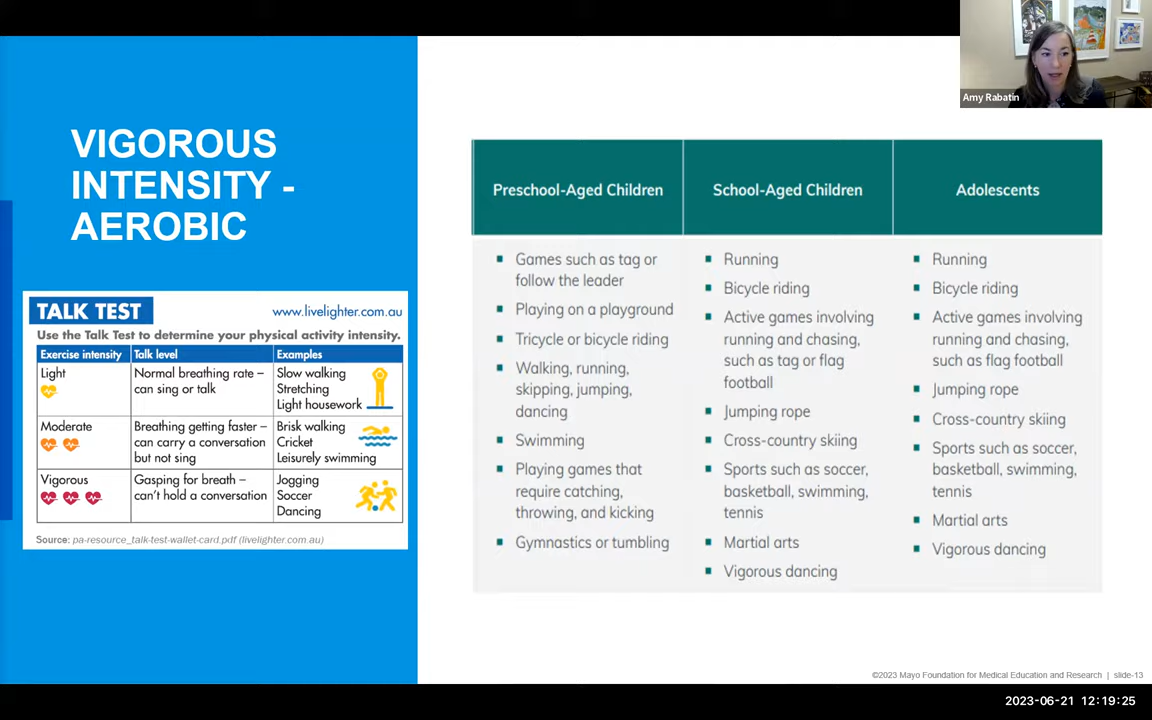 Amy Rabatin
VIGOROUS
INTENSITY -
AEROBIC
TALK TEST
www.livelighter.com.au
Use the Talk Test to determine your physical activity intensity.
Exercise intensity Talk level Examples
Light
Normal breathing rate –
can sing or talk
Slow walking
Stretching
Light housework
Moderate
Breathing getting faster –
can carry a conversation
but not sing
Brisk walking
Cricket
Leisurely swimming
Vigorous
Gasping for breath –
can't hold a conversation
Jogging
Soccer
Dancing
Source: pa-resource_talk-test-wallet-card.pdf (livelighter.com.au)
Preschool-Aged Children
Games such as tag or
follow the leader
Playing on a playground
Tricycle or bicycle riding
Walking, running,
skipping, jumping,
dancing
Swimming
Playing games that
require catching,
throwing, and kicking
Gymnastics or tumbling
School-Aged Children
Running
Bicycle riding
Active games involving
running and chasing,
such as tag or flag
football
Jumping rope
Cross-country skiing
Sports such as soccer,
basketball, swimming,
tennis
Martial arts
Vigorous dancing
Adolescents
Running
Bicycle riding
Active games involving
running and chasing,
such as flag football
Jumping rope
Cross-country skiing
Sports such as soccer,
basketball, swimming,
tennis
Martial arts
Vigorous dancing
©2023 Mayo Foundation for Medical Education and Research | slide-13
2023-06-21 12:19:25